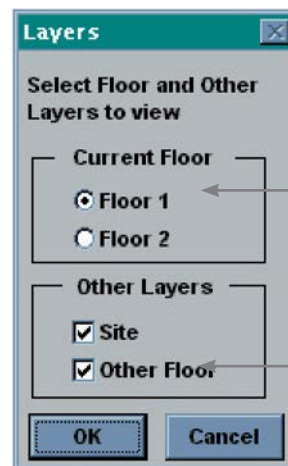 Layers
Select Floor and Other
Layers to view
Current Floor
Floor 1
Floor 2
Other Layers
Site
Other Floor
OK Cancel